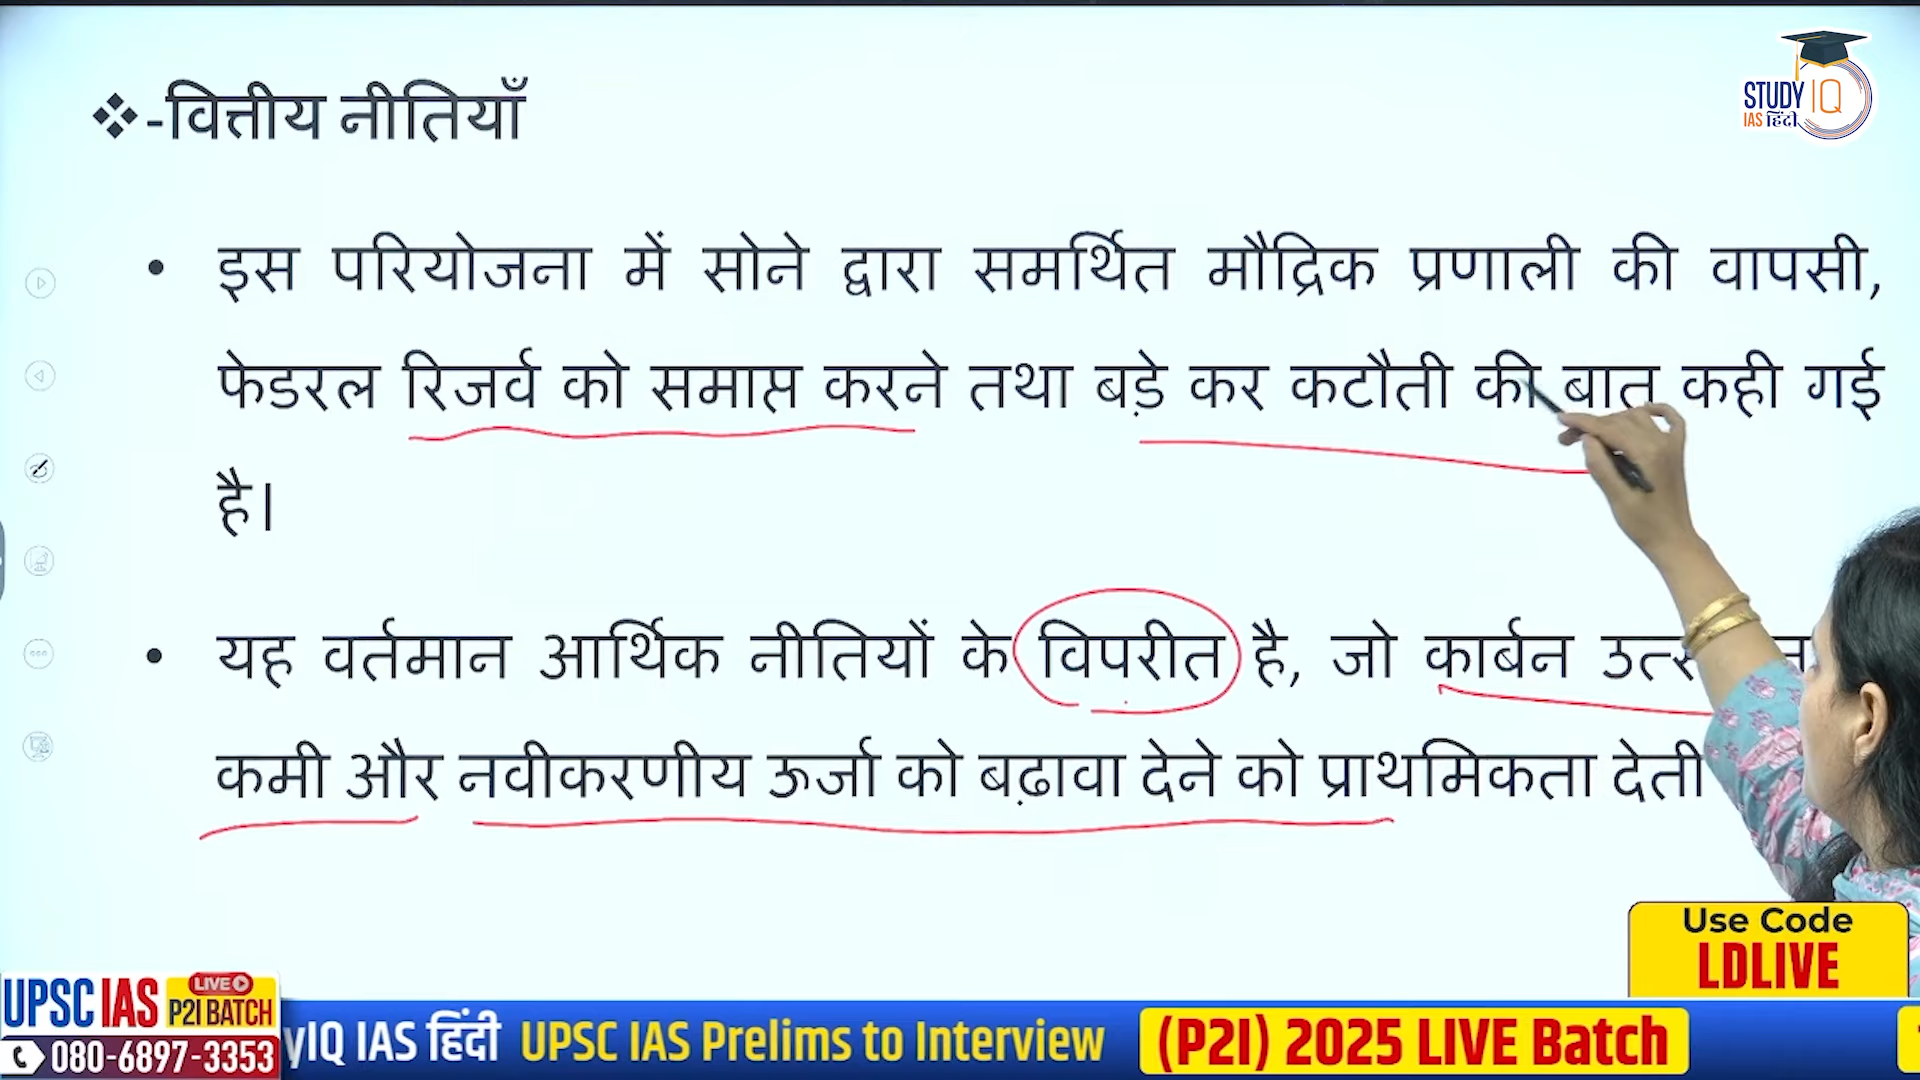 ❖-वित्तीय नीतियाँ
STUDY IQ
IAS हिंदी
• इस परियोजना में सोने द्वारा समर्थित मौद्रिक प्रणाली की वापसी,
फेडरल रिजर्व को समाप्त करने तथा बड़े कर कटौती की बात कही गई
है।
• यह वर्तमान आर्थिक नीतियों के विपरीत है, जो कार्बन
कमी और नवीकरणीय ऊर्जा को बढ़ावा देने को प्राथमिकता देती
Use Code
LDLIVE
UPSC IAS LIVE P2I BATCH
080-6897-3353
yIQ IAS हिंदी UPSC IAS Prelims to Interview (P2I) 2025 LIVE Batch